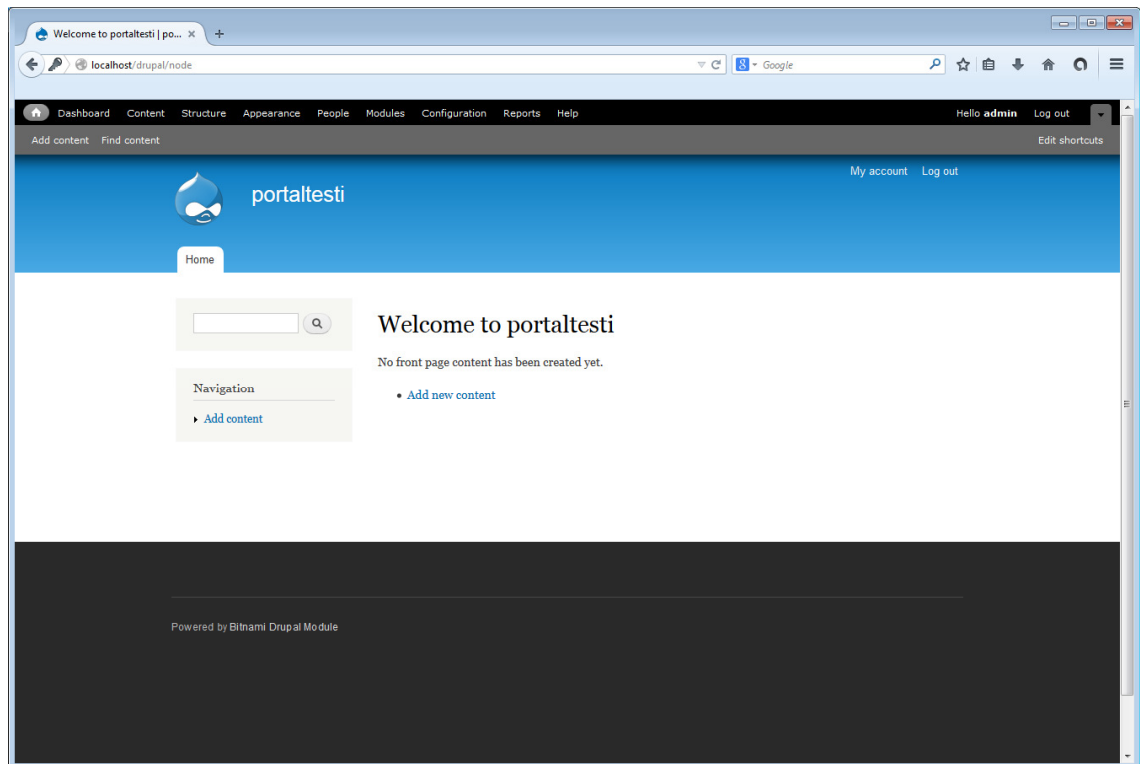 Welcome to portaltesti | po...
localhost/drupal/node
Google
Dashboard Content Structure Appearance People Modules Configuration Reports Help Hello admin Log out
Add content Find content Edit shortcuts
My account Log out
portaltesti
Home
Welcome to portaltesti
No front page content has been created yet.
Navigation
Add new content
Add content
Powered by Bitnami Drupal Module